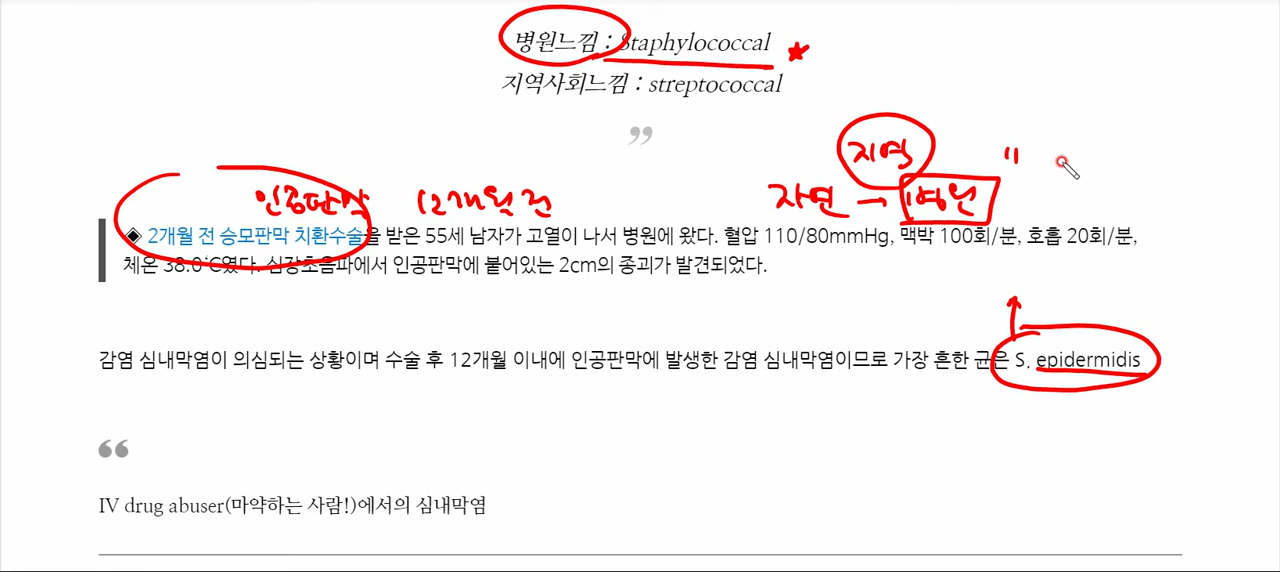 병원느낌 : Staphylococcal
지역사회느낌 : streptococcal
”
지역 "
인공판막 12개월 전 자연 → 병원
◆ 2개월 전 승모판막 치환수술을 받은 55세 남자가 고열이 나서 병원에 왔다. 혈압 110/80mmHg, 맥박 100회/분, 호흡 20회/분,
체온 38.0℃였다. 심장초음파에서 인공판막에 붙어있는 2cm의 종괴가 발견되었다.
감염 심내막염이 의심되는 상황이며 수술 후 12개월 이내에 인공판막에 발생한 감염 심내막염이므로 가장 흔한 균은 S. epidermidis
“
IV drug abuser(마약하는 사람!)에서의 심내막염